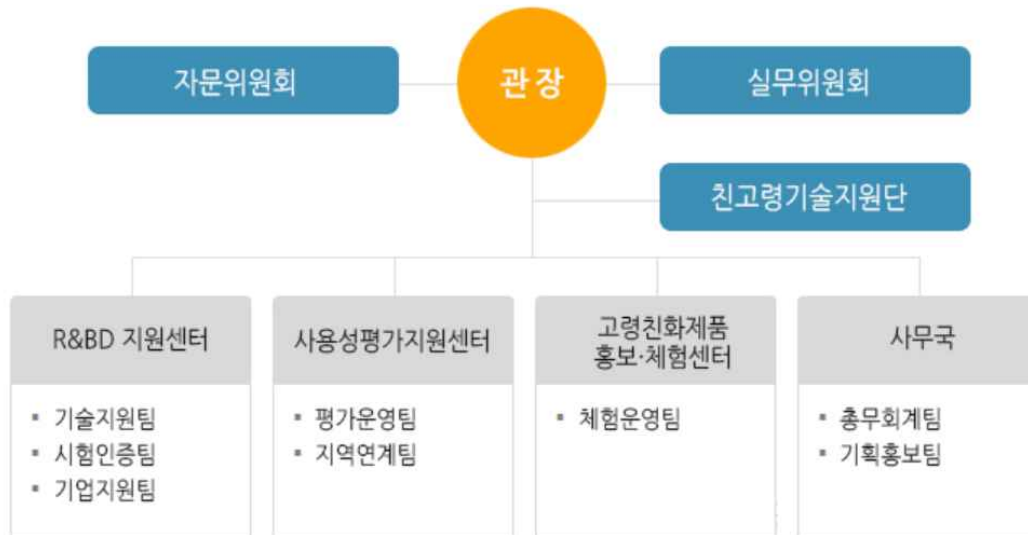 자문위원회
관장
실무위원회
친고령기술지원단
R&BD 지원센터
▪ 기술지원팀
▪ 시험인증팀
▪ 기업지원팀
사용성평가지원센터
▪ 평가운영팀
▪ 지역연계팀
고령친화제품
홍보·체험센터
▪ 체험운영팀
사무국
▪ 총무회계팀
▪ 기획홍보팀